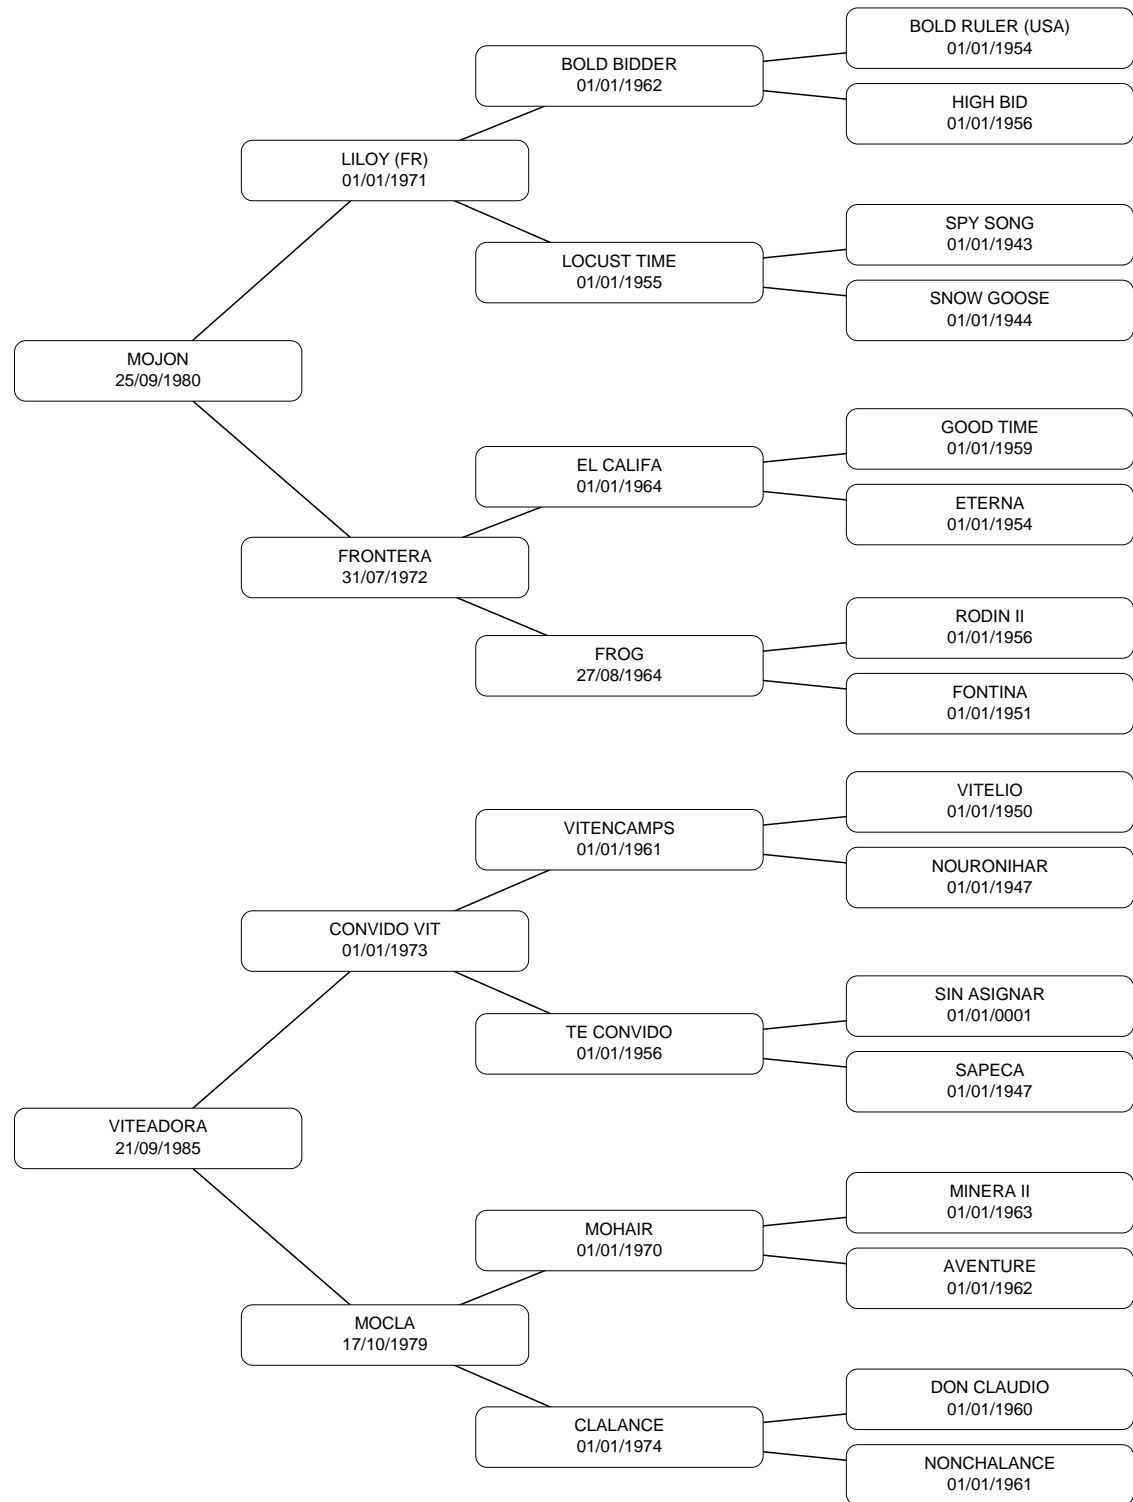 BOLD RULER (USA)
01/01/1954
BOLD BIDDER
01/01/1962
HIGH BID
01/01/1956
LILOY (FR)
01/01/1971
SPY SONG
01/01/1943
LOCUST TIME
01/01/1955
SNOW GOOSE
01/01/1944
MOJON
25/09/1980
GOOD TIME
01/01/1959
EL CALIFA
01/01/1964
ETERNA
01/01/1954
FRONTERA
31/07/1972
RODIN II
01/01/1956
FROG
27/08/1964
FONTINA
01/01/1951
VITELIO
01/01/1950
VITENCAMPS
01/01/1961
NOURONIHAR
01/01/1947
CONVIDO VIT
01/01/1973
SIN ASIGNAR
01/01/0001
TE CONVIDO
01/01/1956
SAPECA
01/01/1947
VITEADORA
21/09/1985
MINERA II
01/01/1963
MOHAIR
01/01/1970
AVENTURE
01/01/1962
MOCLA
17/10/1979
DON CLAUDIO
01/01/1960
CLALANCE
01/01/1974
NONCHALANCE
01/01/1961